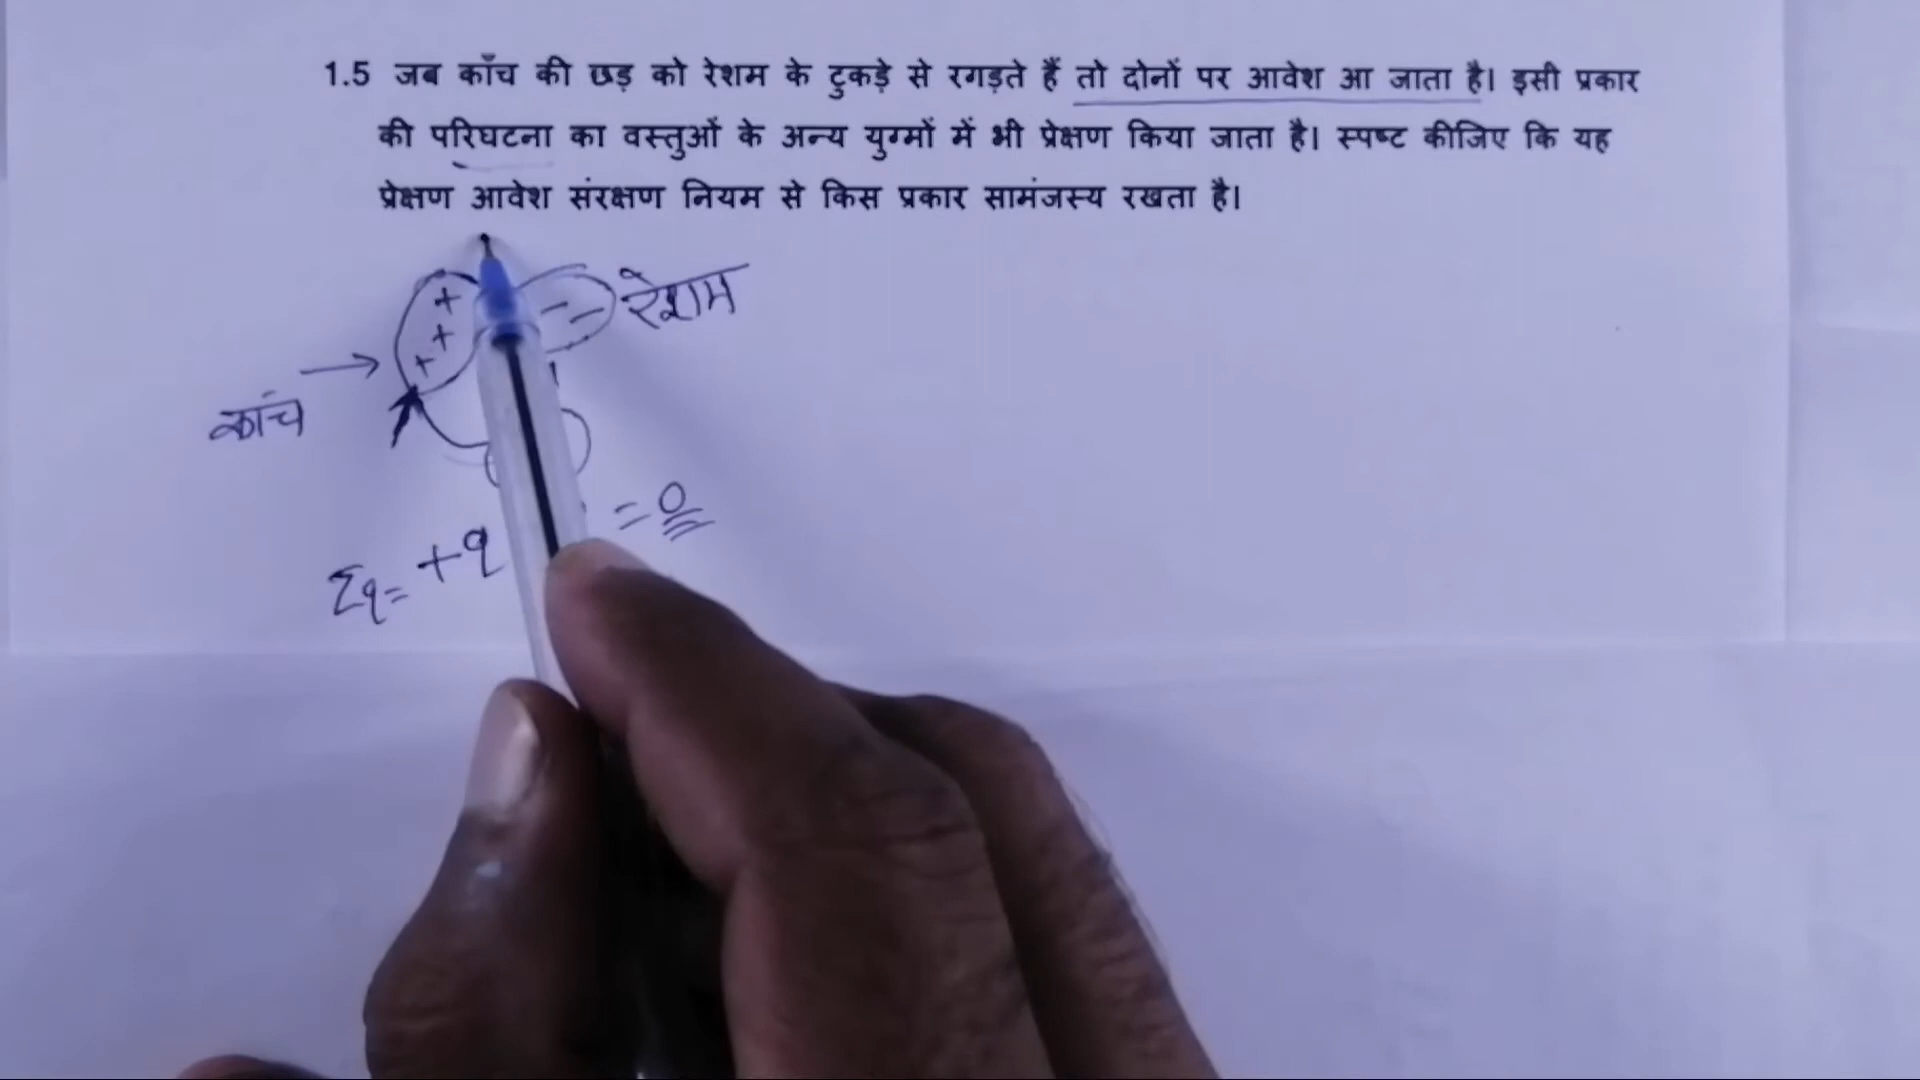 1.5 जब काँच की छड़ को रेशम के टुकड़े से रगड़ते हैं तो दोनों पर आवेश आ जाता है। इसी प्रकार
की परिघटना का वस्तुओं के अन्य युग्मों में भी प्रेक्षण किया जाता है। स्पष्ट कीजिए कि यह
प्रेक्षण आवेश संरक्षण नियम से किस प्रकार सामंजस्य रखता है।
+ − − रेशम
+
+
कांच
Σq= +q = 0